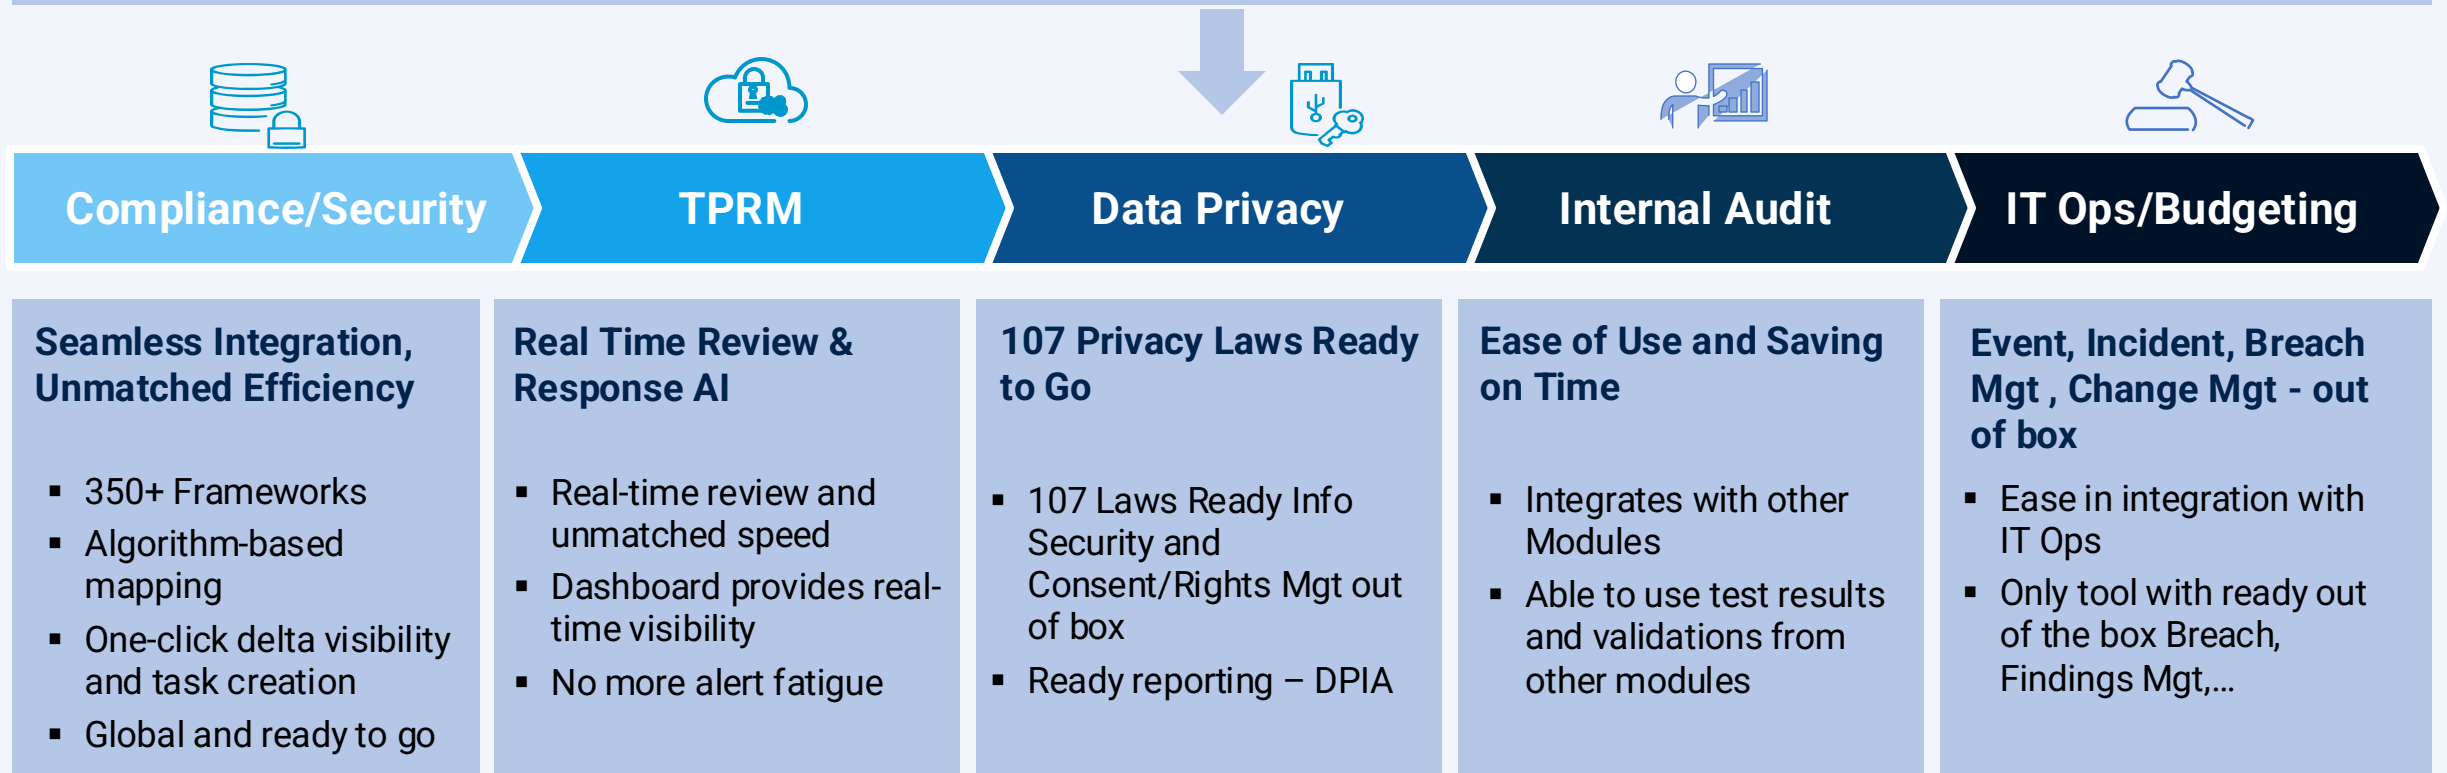 Compliance/Security
TPRM
Data Privacy
Internal Audit
IT Ops/Budgeting
Seamless Integration,
Unmatched Efficiency
▪ 350+ Frameworks
▪ Algorithm-based
mapping
▪ One-click delta visibility
and task creation
▪ Global and ready to go
Real Time Review &
Response AI
▪ Real-time review and
unmatched speed
▪ Dashboard provides real-
time visibility
▪ No more alert fatigue
107 Privacy Laws Ready
to Go
▪ 107 Laws Ready Info
Security and
Consent/Rights Mgt out
of box
▪ Ready reporting – DPIA
Ease of Use and Saving
on Time
▪ Integrates with other
Modules
▪ Able to use test results
and validations from
other modules
Event, Incident, Breach
Mgt , Change Mgt - out
of box
▪ Ease in integration with
IT Ops
▪ Only tool with ready out
of the box Breach,
Findings Mgt,...